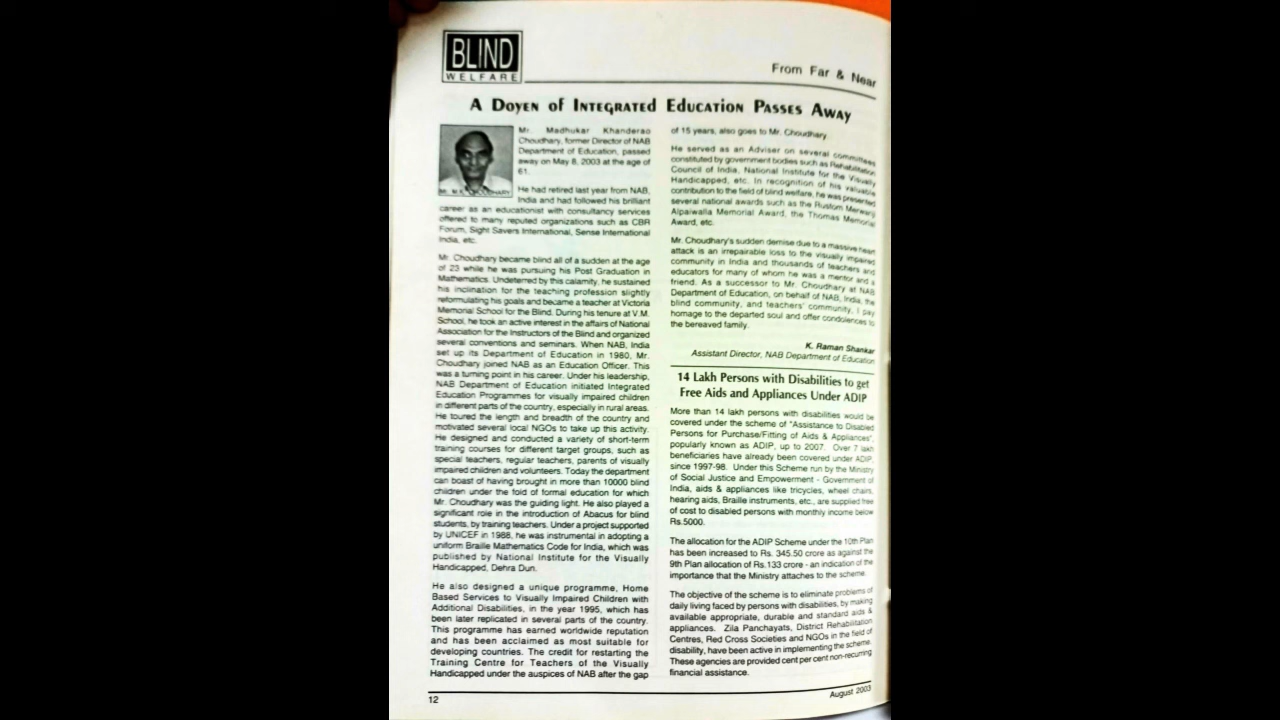 BLIND
WELFARE
From Far & Near
A Doyen of Integrated Education Passes Away
Mr. Madhukar Khanderao
Choudhary, former Director of NAB
Department of Education, passed
away on May 8, 2003 at the age of
61.
MR. M.K. CHOUDHARY
He had retired last year from NAB,
India and had followed his brilliant
career as an educationist with consultancy services
offered to many reputed organizations such as CBR
Forum, Sight Savers International, Sense International
India, etc.
Mr. Choudhary became blind all of a sudden at the age
of 23 while he was pursuing his Post Graduation in
Mathematics. Undeterred by this calamity, he sustained
his inclination for the teaching profession slightly
reformulating his goals and became a teacher at Victoria
Memorial School for the Blind. During his tenure at V.M.
School, he took an active interest in the affairs of National
Association for the Instructors of the Blind and organized
several conventions and seminars. When NAB, India
set up its Department of Education in 1980, Mr.
Choudhary joined NAB as an Education Officer. This
was a turning point in his career. Under his leadership,
NAB Department of Education initiated Integrated
Education Programmes for visually impaired children
in different parts of the country, especially in rural areas.
He toured the length and breadth of the country and
motivated several local NGOs to take up this activity.
He designed and conducted a variety of short-term
training courses for different target groups, such as
special teachers, regular teachers, parents of visually
impaired children and volunteers. Today the department
can boast of having brought in more than 10000 blind
children under the fold of formal education for which
Mr. Choudhary was the guiding light. He also played a
significant role in the introduction of Abacus for blind
students, by training teachers. Under a project supported
by UNICEF in 1988, he was instrumental in adopting a
uniform Braille Mathematics Code for India, which was
published by National Institute for the Visually
Handicapped, Dehra Dun.
He also designed a unique programme, Home
Based Services to Visually Impaired Children with
Additional Disabilities, in the year 1995, which has
been later replicated in several parts of the country.
This programme has earned worldwide reputation
and has been acclaimed as most suitable for
developing countries. The credit for restarting the
Training Centre for Teachers of the Visually
Handicapped under the auspices of NAB after the gap
of 15 years, also goes to Mr. Choudhary.
He served as an Adviser on several committees
constituted by government bodies such as Rehabilitation
Council of India, National Institute for the Visually
Handicapped, etc. In recognition of his valuable
contribution to the field of blind welfare, he was presented
several national awards such as the Rustom Merwanji
Alpaiwalla Memorial Award, the Thomas Memorial
Award, etc.
Mr. Choudhary's sudden demise due to a massive heart
attack is an irrepairable loss to the visually impaired
community in India and thousands of teachers and
educators for many of whom he was a mentor and a
friend. As a successor to Mr. Choudhary at NAB
Department of Education, on behalf of NAB, India, the
blind community, and teachers' community, I pay
homage to the departed soul and offer condolences to
the bereaved family.
K. Raman Shankar
Assistant Director, NAB Department of Education
14 Lakh Persons with Disabilities to get
Free Aids and Appliances Under ADIP
More than 14 lakh persons with disabilities would be
covered under the scheme of "Assistance to Disabled
Persons for Purchase/Fitting of Aids & Appliances",
popularly known as ADIP, up to 2007. Over 7 lakh
beneficiaries have already been covered under ADIP,
since 1997-98. Under this Scheme run by the Ministry
of Social Justice and Empowerment - Government of
India, aids & appliances like tricycles, wheel chairs,
hearing aids, Braille instruments, etc., are supplied free
of cost to disabled persons with monthly income below
Rs.5000.
The allocation for the ADIP Scheme under the 10th Plan
has been increased to Rs. 345.50 crore as against the
9th Plan allocation of Rs.133 crore - an indication of the
importance that the Ministry attaches to the scheme.
The objective of the scheme is to eliminate problems of
daily living faced by persons with disabilities, by making
available appropriate, durable and standard aids &
appliances. Zila Panchayats, District Rehabilitation
Centres, Red Cross Societies and NGOs in the field of
disability, have been active in implementing the scheme.
These agencies are provided cent per cent non-recurring
financial assistance.
12
August 2003